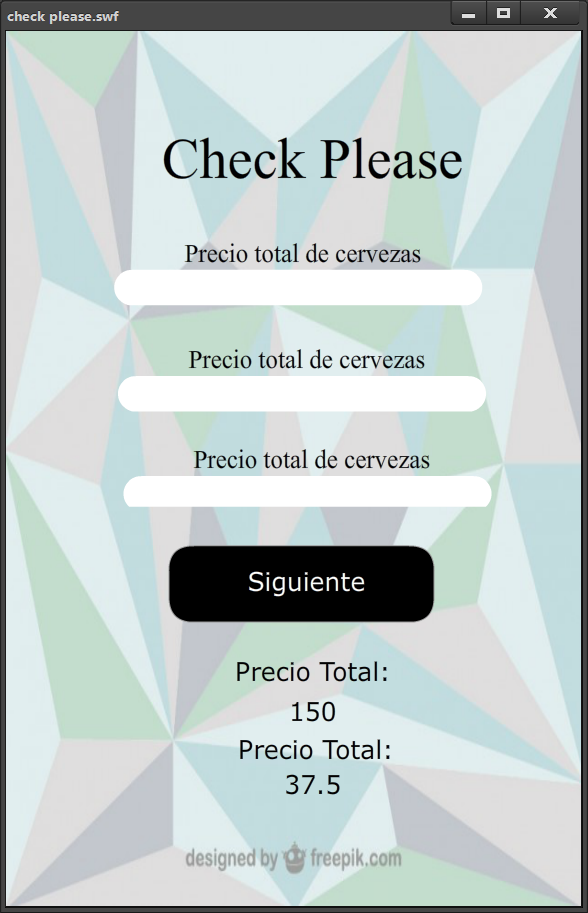 check please.swf
Check Please
Precio total de cervezas
Precio total de cervezas
Precio total de cervezas
Siguiente
Precio Total:
150
Precio Total:
37.5
designed by freepik.com